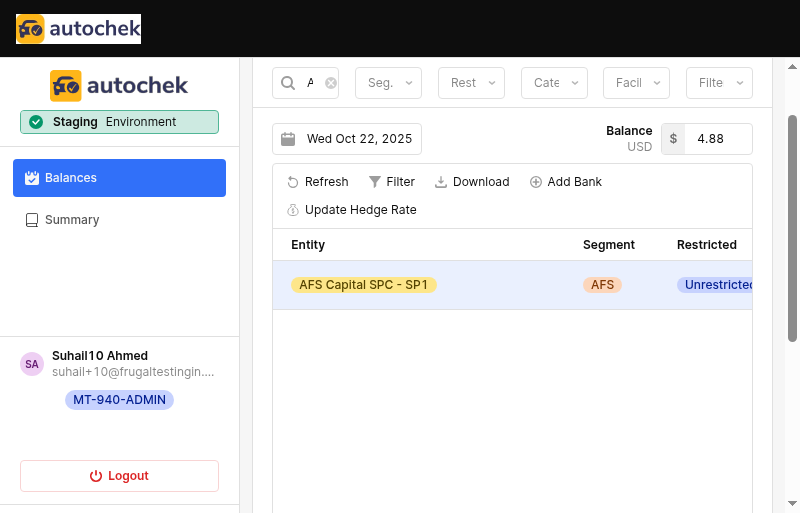 autochek
autochek
Staging Environment
Balances
Summary
SA
Suhail10 Ahmed
suhail+10@frugaltestingin....
MT-940-ADMIN
Logout
A
Seg.
Rest
Cate
Facil
Filte
Wed Oct 22, 2025
Balance
USD
$ 4.88
Refresh
Filter
Download
Add Bank
Update Hedge Rate
Entity Segment Restricted
AFS Capital SPC - SP1 AFS Unrestricted